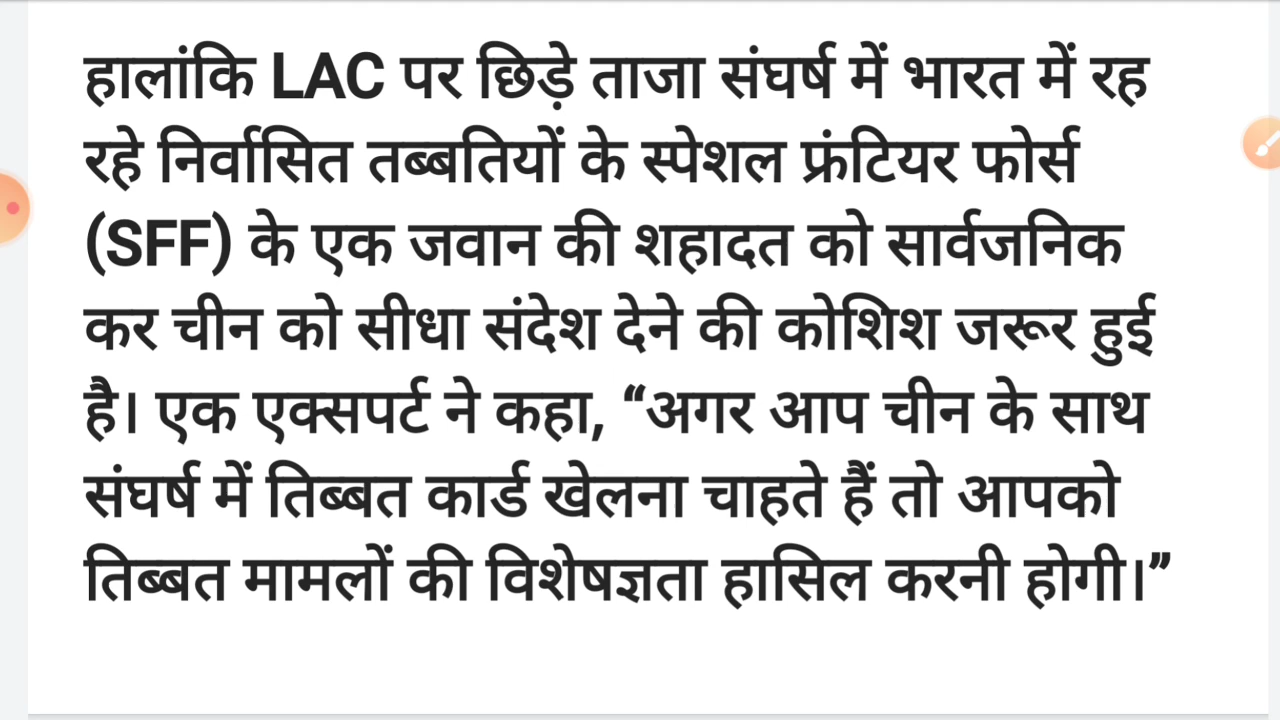 हालांकि LAC पर छिड़े ताजा संघर्ष में भारत में रह
रहे निर्वासित तब्बतियों के स्पेशल फ्रंटियर फोर्स
(SFF) के एक जवान की शहादत को सार्वजनिक
कर चीन को सीधा संदेश देने की कोशिश जरूर हुई
है। एक एक्सपर्ट ने कहा, “अगर आप चीन के साथ
संघर्ष में तिब्बत कार्ड खेलना चाहते हैं तो आपको
तिब्बत मामलों की विशेषज्ञता हासिल करनी होगी।”